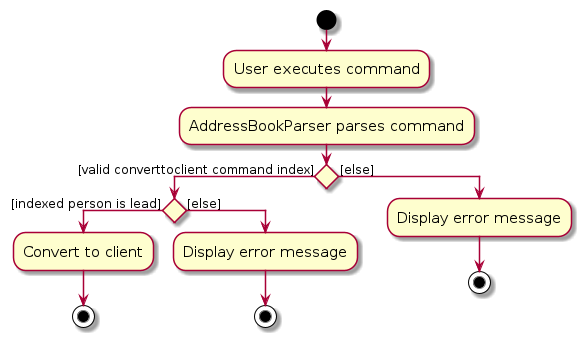 User executes command
AddressBookParser parses command
[valid converttoclient command index]
[else]
[indexed person is lead]
[else]
Convert to client
Display error message
Display error message